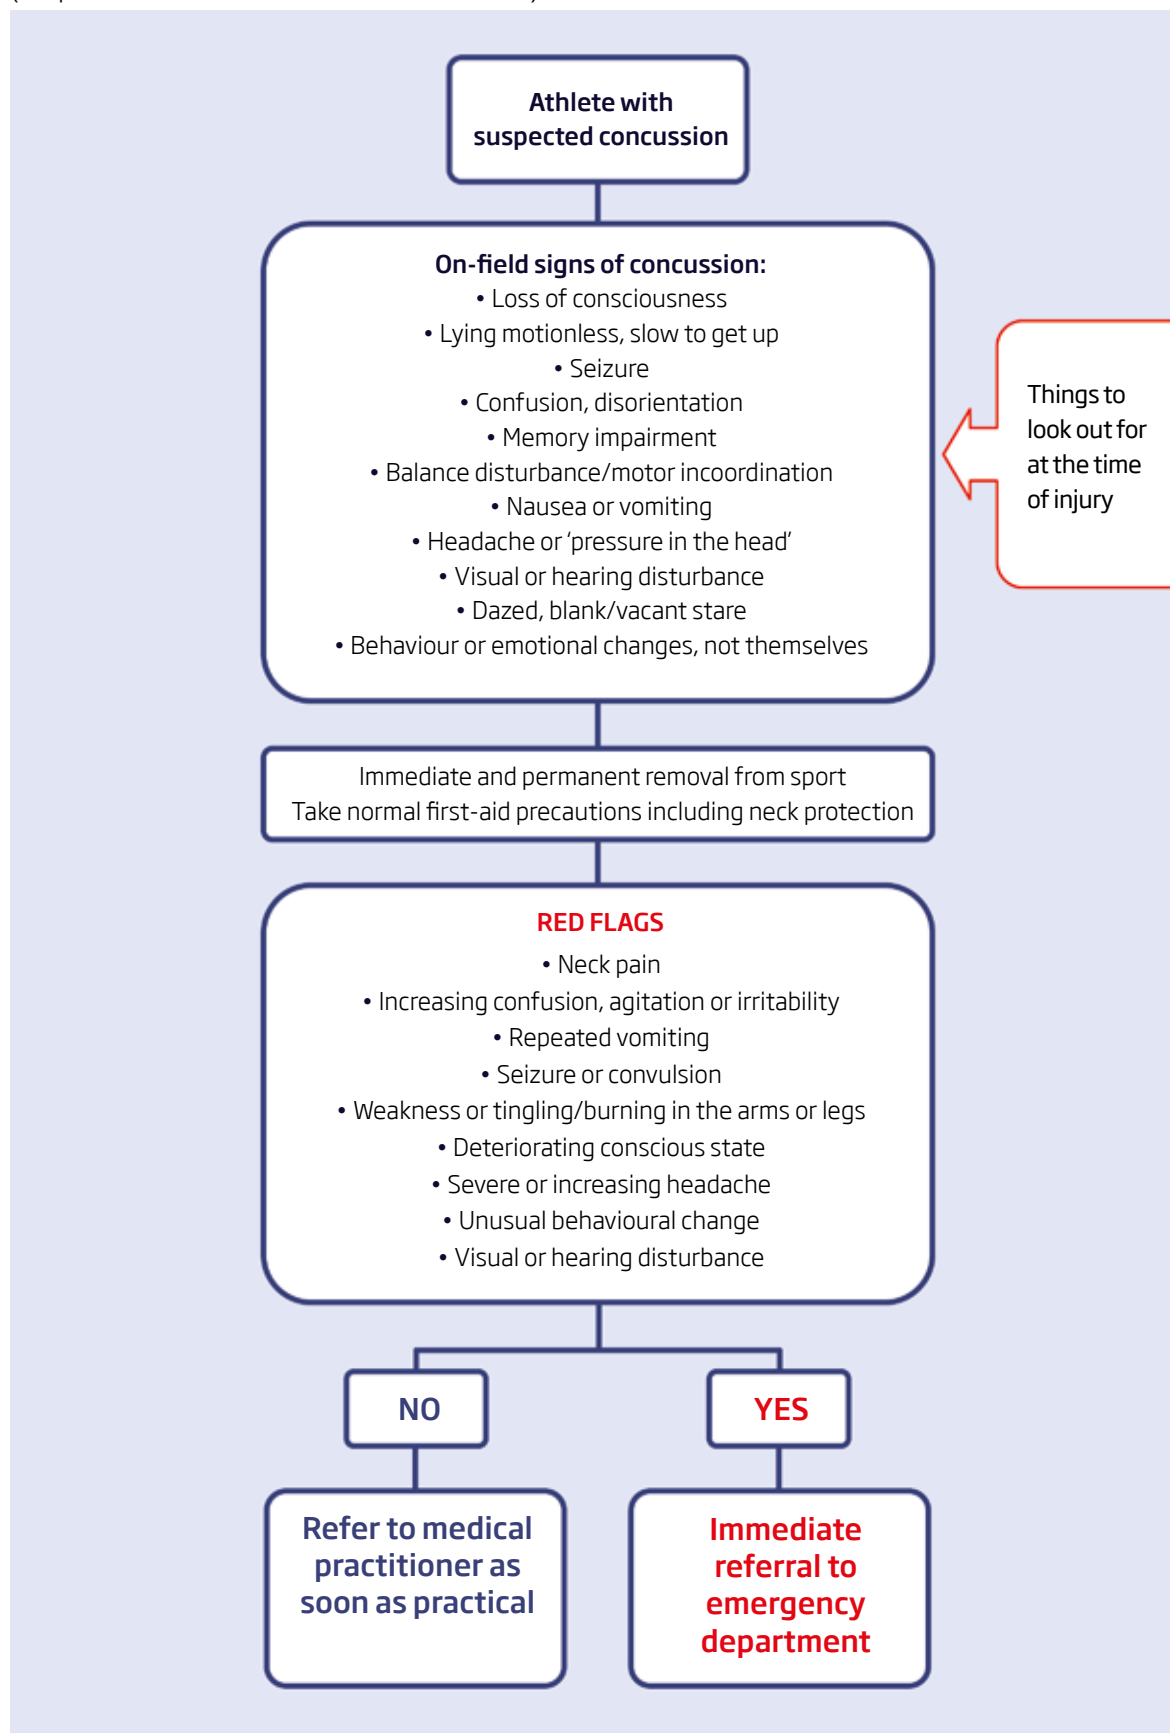 Athlete with
suspected concussion
On-field signs of concussion:
• Loss of consciousness
• Lying motionless, slow to get up
• Seizure
• Confusion, disorientation
• Memory impairment
• Balance disturbance/motor incoordination
• Nausea or vomiting
• Headache or ‘pressure in the head’
• Visual or hearing disturbance
• Dazed, blank/vacant stare
• Behaviour or emotional changes, not themselves
Things to
look out for
at the time
of injury
Immediate and permanent removal from sport
Take normal first-aid precautions including neck protection
RED FLAGS
• Neck pain
• Increasing confusion, agitation or irritability
• Repeated vomiting
• Seizure or convulsion
• Weakness or tingling/burning in the arms or legs
• Deteriorating conscious state
• Severe or increasing headache
• Unusual behavioural change
• Visual or hearing disturbance
NO
YES
Refer to medical
practitioner as
soon as practical
Immediate
referral to
emergency
department